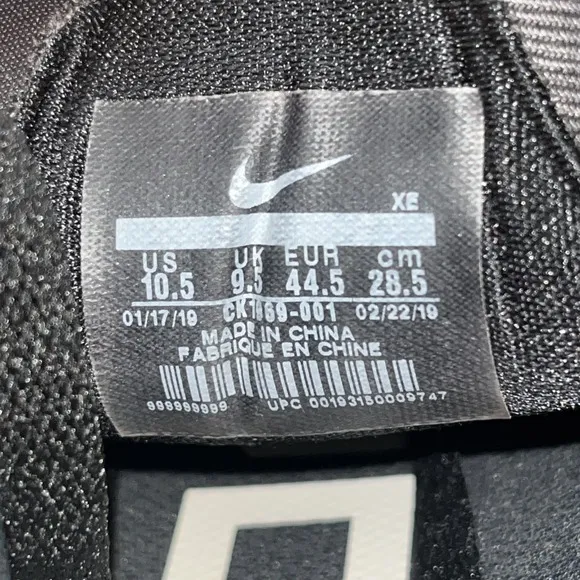 XE
US UK EUR cm
10.5 9.5 44.5 28.5
01/17/19 02/22/19
MADE IN CHINA
FABRIQUE EN CHINE
999999999 UPC 00193150009747